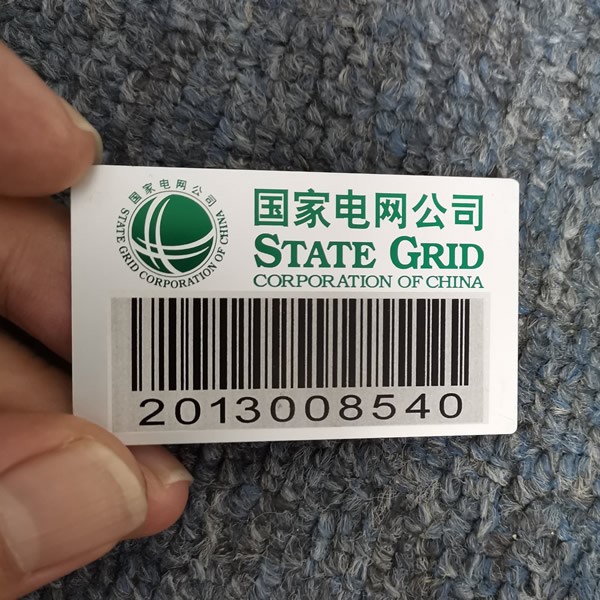 国家电网公司
STATE GRID CORPORATION OF CHINA
国家电网公司
STATE GRID
CORPORATION OF CHINA
2013008540